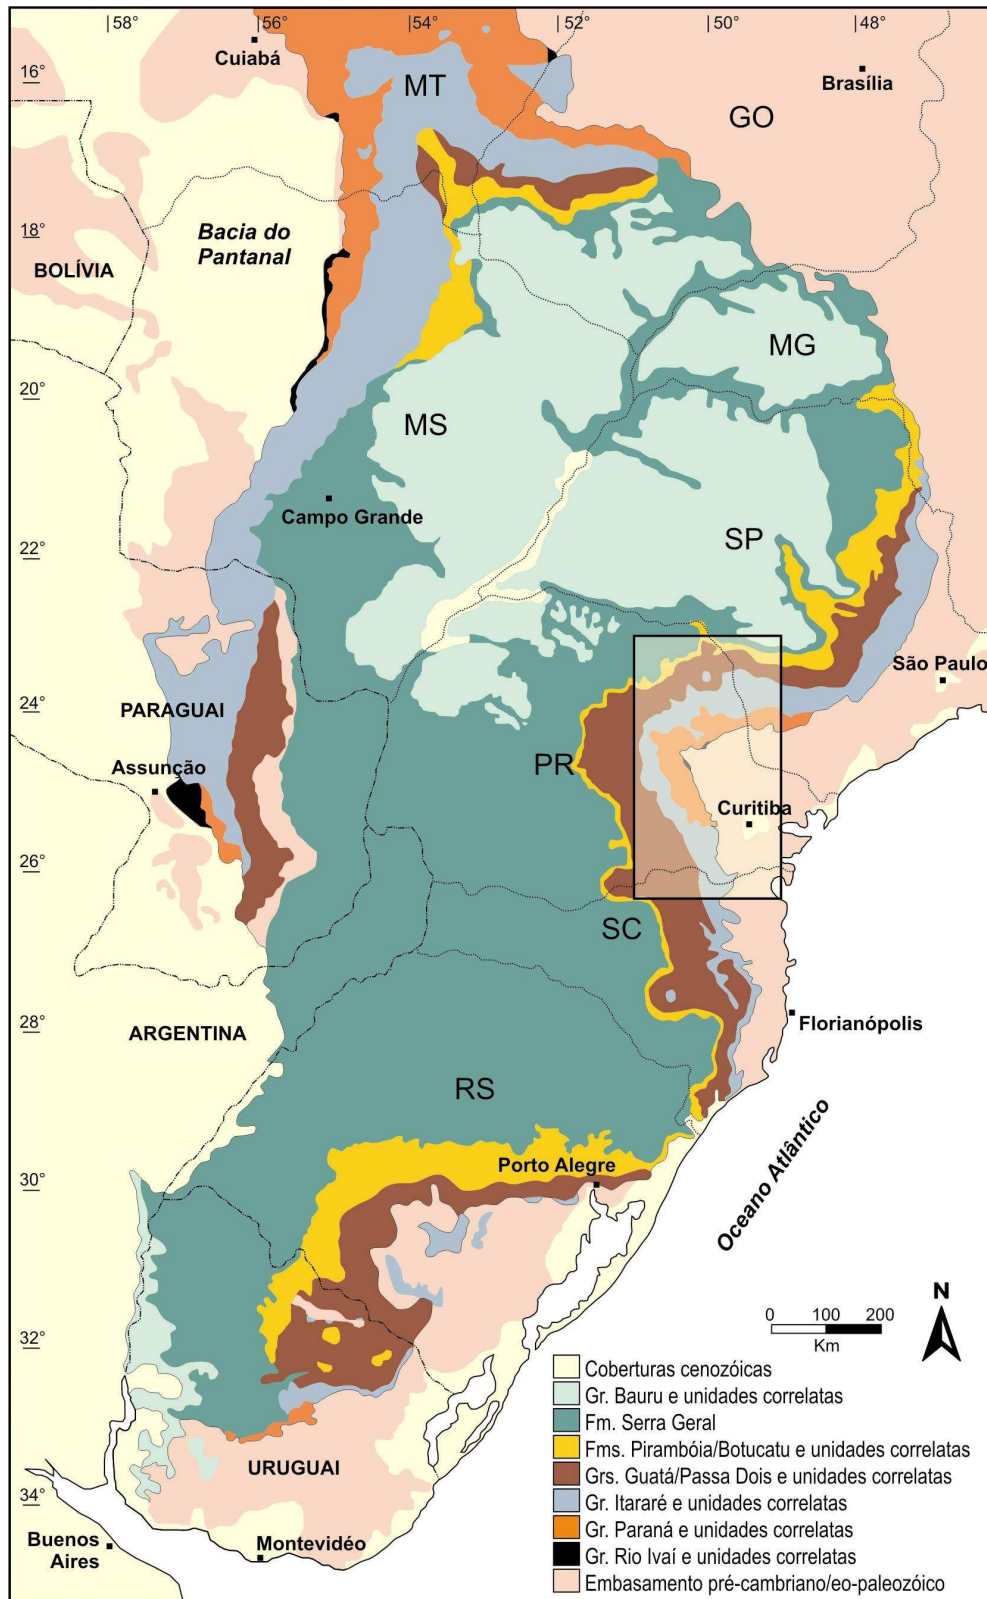 58° 56° 54° 52° 50° 48°
Cuiabá
16°
MT
Brasília
GO
18°
Bacia do
Pantanal
BOLÍVIA
MG
20°
MS
Campo Grande
SP
22°
São Paulo
24°
PARAGUAI
Assunção
PR
Curitiba
26°
SC
28°
ARGENTINA
Florianópolis
RS
Oceano Atlântico
Porto Alegre
30°
N
0 100 200
Km
32°
Coberturas cenozóicas
Gr. Bauru e unidades correlatas
Fm. Serra Geral
Fms. Pirambóia/Botucatu e unidades correlatas
Grs. Guatá/Passa Dois e unidades correlatas
Gr. Itararé e unidades correlatas
Gr. Paraná e unidades correlatas
Gr. Rio Ivaí e unidades correlatas
Embasamento pré-cambriano/eo-paleozóico
URUGUAI
34°
Buenos
Aires
Montevidéo